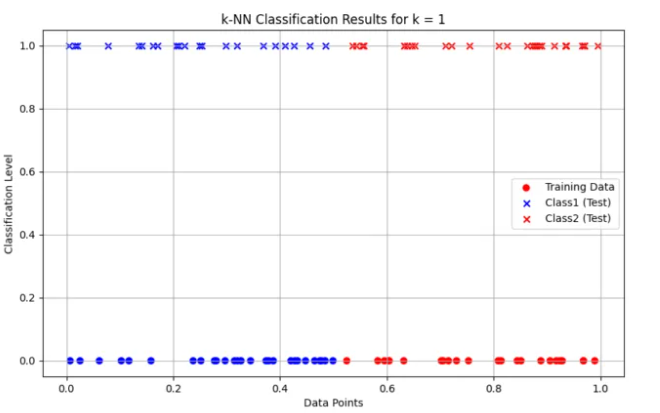 k-NN Classification Results for k = 1
1.0
0.8
0.6
0.4
0.2
0.0
Classification Level
Training Data
Class1 (Test)
Class2 (Test)
0.0 0.2 0.4 0.6 0.8 1.0
Data Points